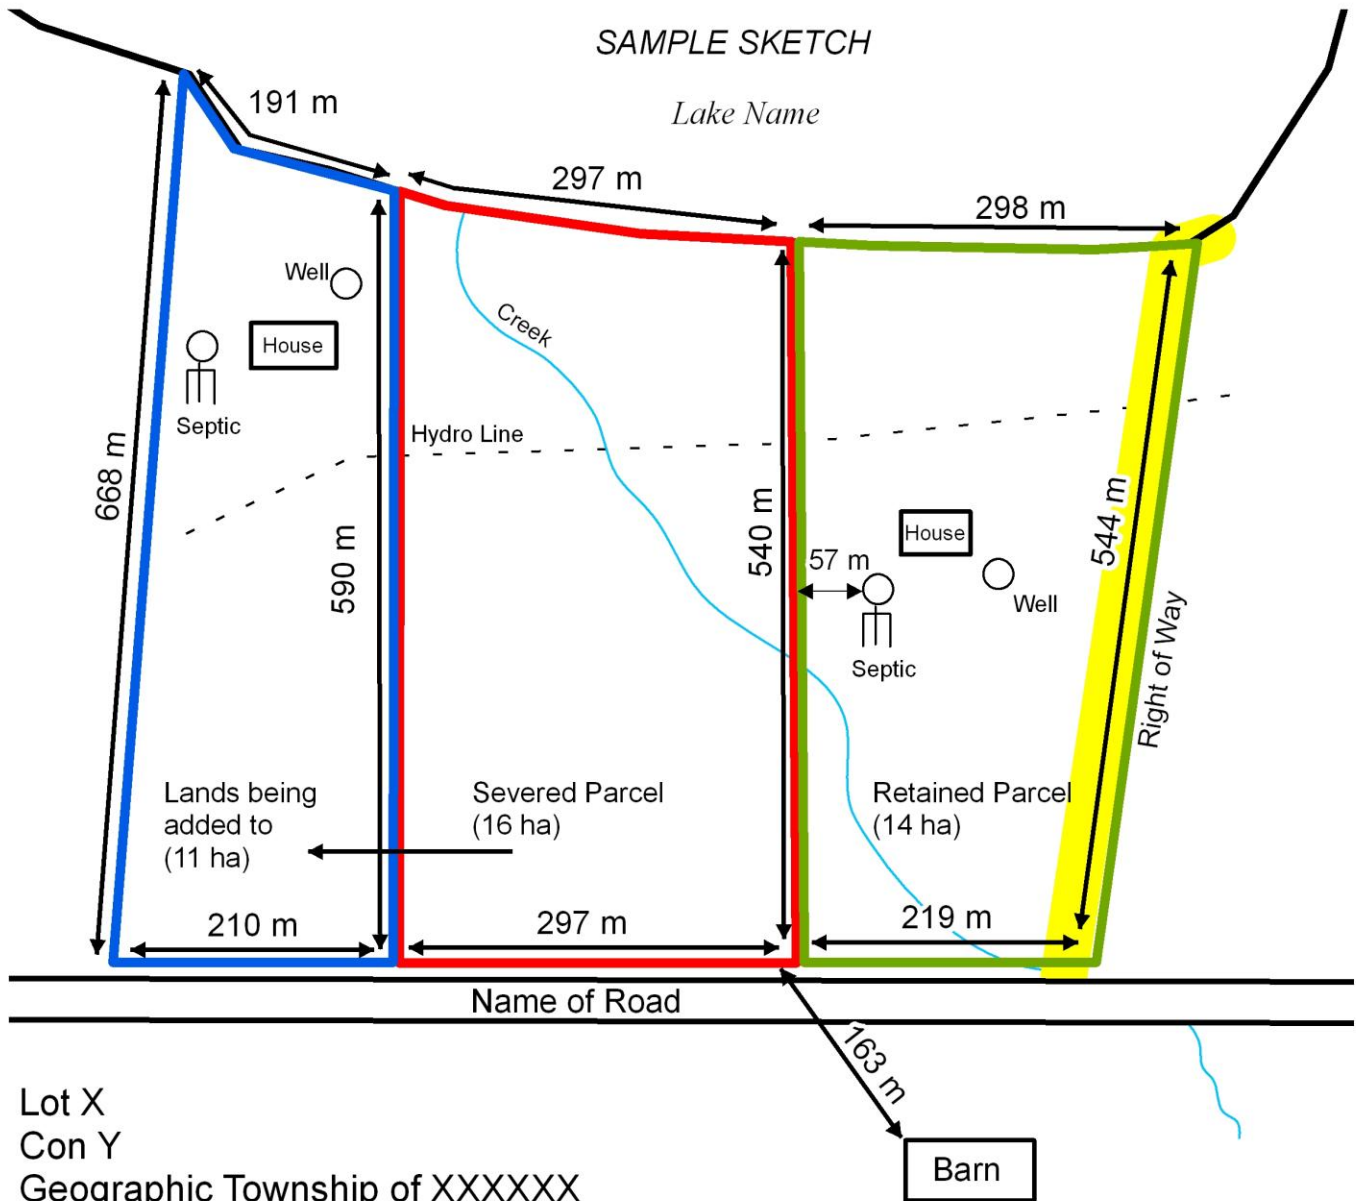 SAMPLE SKETCH
Lake Name
191 m
297 m
298 m
Well
House
Septic
Creek
Hydro Line
668 m
590 m
540 m
57 m
House
Well
Septic
544 m
Right of Way
Lands being
added to
(11 ha)
Severed Parcel
(16 ha)
Retained Parcel
(14 ha)
210 m
297 m
219 m
Name of Road
163 m
Barn
Lot X
Con Y
Geographic Township of XXXXXX